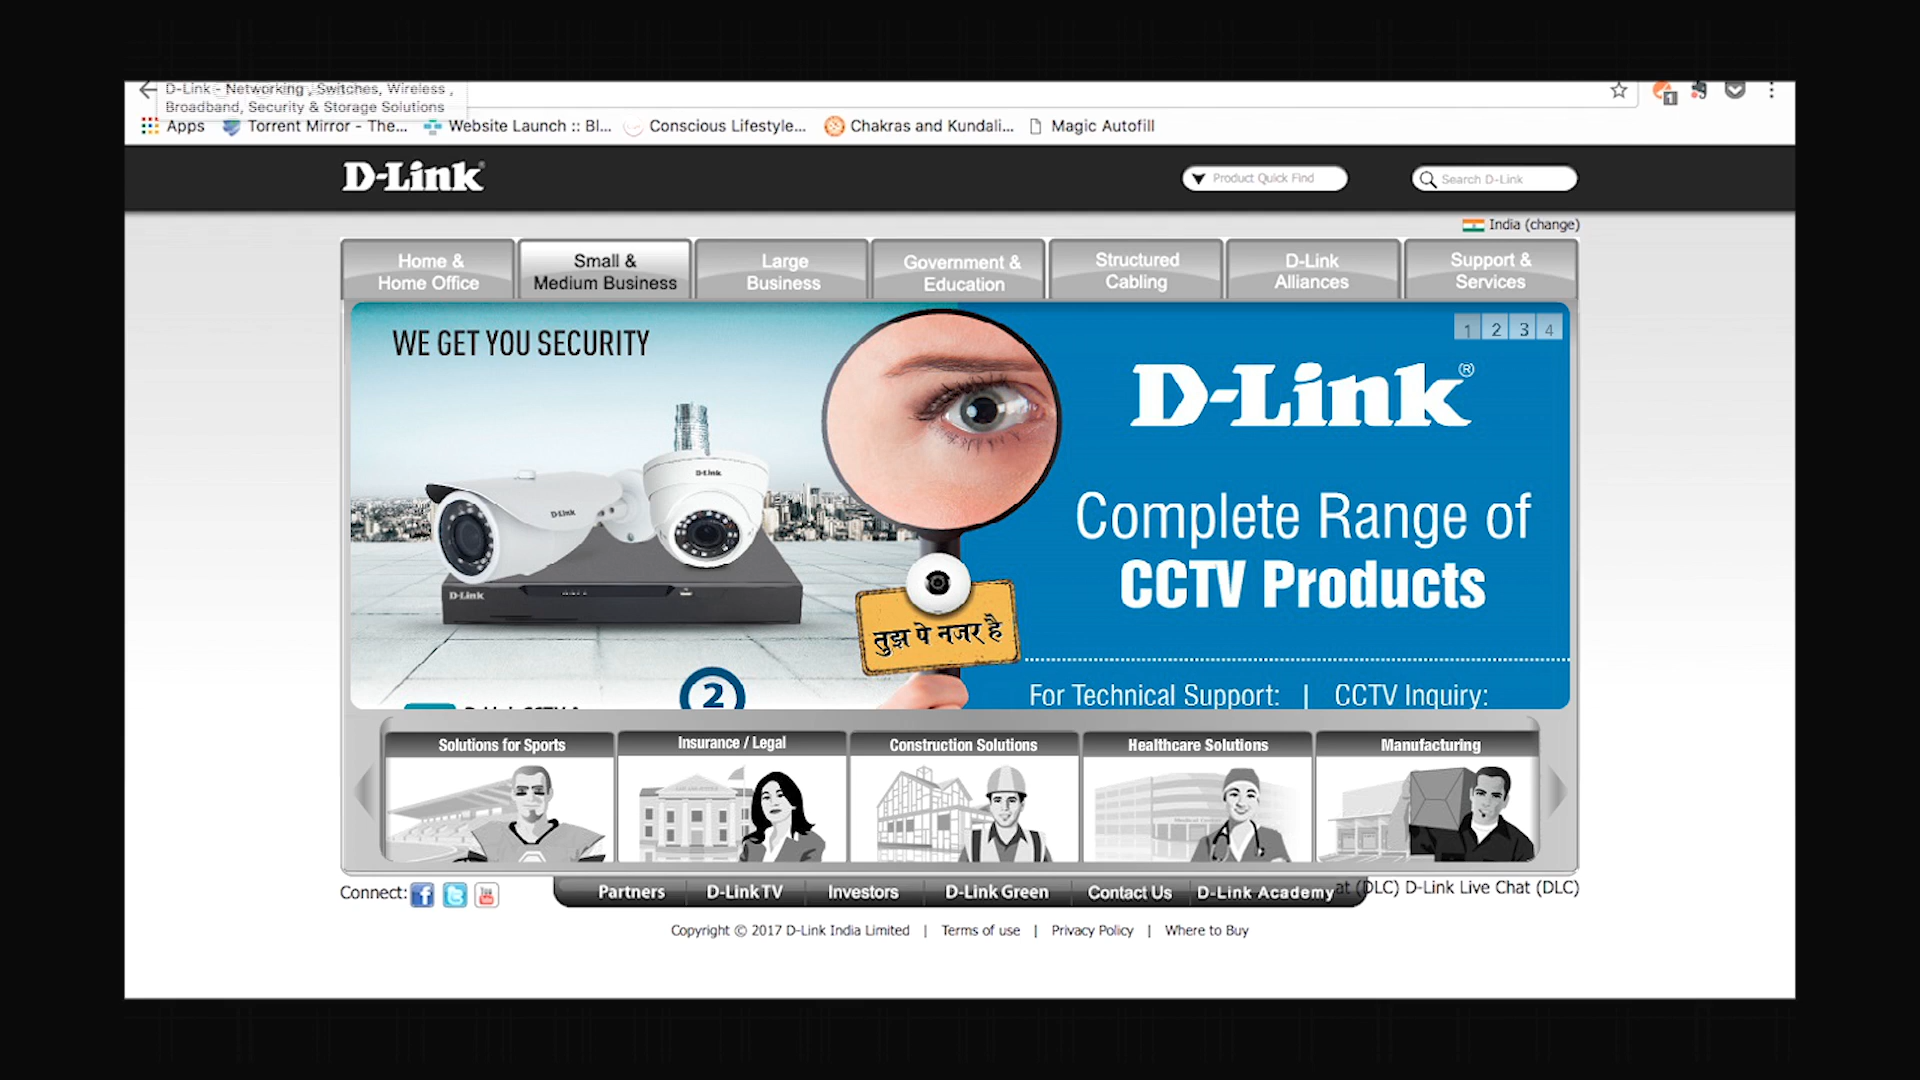 D-Link - Networking , Switches, Wireless ,
Broadband, Security & Storage Solutions
Apps
Torrent Mirror - The...
Website Launch :: Bl...
Conscious Lifestyle...
Chakras and Kundali...
Magic Autofill
D-Link
Product Quick Find
Search D-Link
India (change)
Home &
Home Office
Small &
Medium Business
Large
Business
Government &
Education
Structured
Cabling
D-Link
Alliances
Support &
Services
WE GET YOU SECURITY
1 2 3 4
D-Link®
Complete Range of
CCTV Products
D-Link
D-Link
D-Link
तुझ पे नजर है
2
For Technical Support: | CCTV Inquiry:
Solutions for Sports
Insurance / Legal
Construction Solutions
Healthcare Solutions
Manufacturing
Connect:
Partners
D-Link TV
Investors
D-Link Green
Contact Us
D-Link Academy
at (DLC) D-Link Live Chat (DLC)
Copyright © 2017 D-Link India Limited | Terms of use | Privacy Policy | Where to Buy